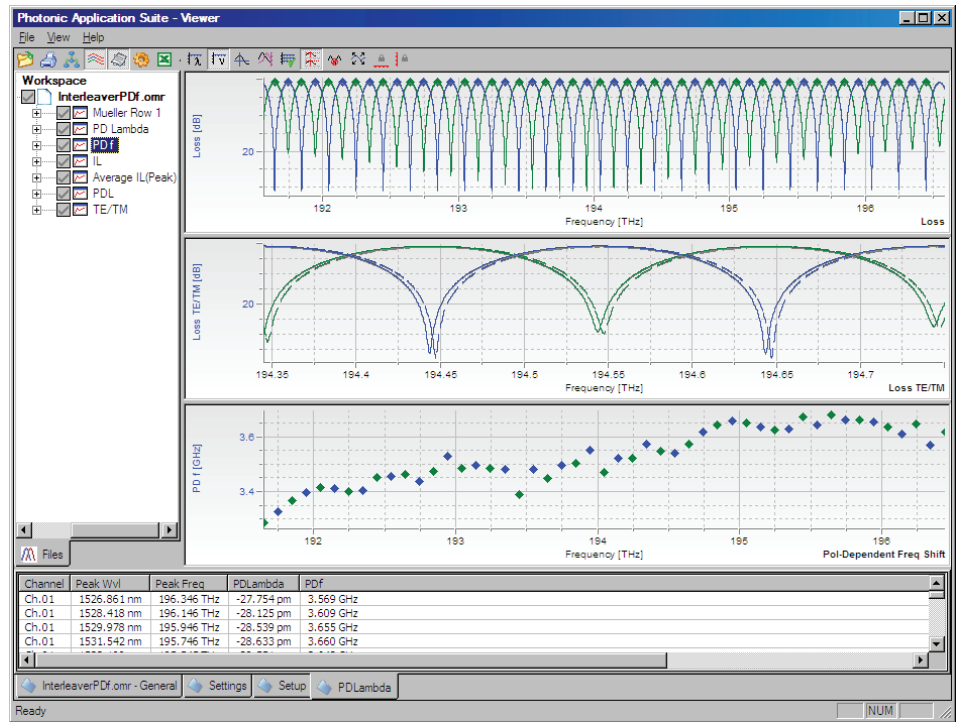 Photonic Application Suite - Viewer
File View Help
Workspace
InterleaverPDf.omr
Mueller Row 1
PD Lambda
PDf
IL
Average IL(Peak)
PDL
TE/TM
Files
Loss [dB]
20
192 193 194 195 196
Frequency [THz]
Loss
Loss TE/TM [dB]
20
194.35 194.4 194.45 194.5 194.55 194.6 194.65 194.7
Frequency [THz]
Loss TE/TM
PD f [GHz]
3.6
3.4
192 193 194 195 196
Frequency [THz]
Pol-Dependent Freq Shift
Channel Peak Wvl Peak Freq PDLambda PDf
Ch.01 1526.861 nm 196.346 THz -27.754 pm 3.569 GHz
Ch.01 1528.418 nm 196.146 THz -28.125 pm 3.609 GHz
Ch.01 1529.978 nm 195.946 THz -28.539 pm 3.655 GHz
Ch.01 1531.542 nm 195.746 THz -28.633 pm 3.660 GHz
InterleaverPDf.omr - General Settings Setup PDLambda
Ready NUM